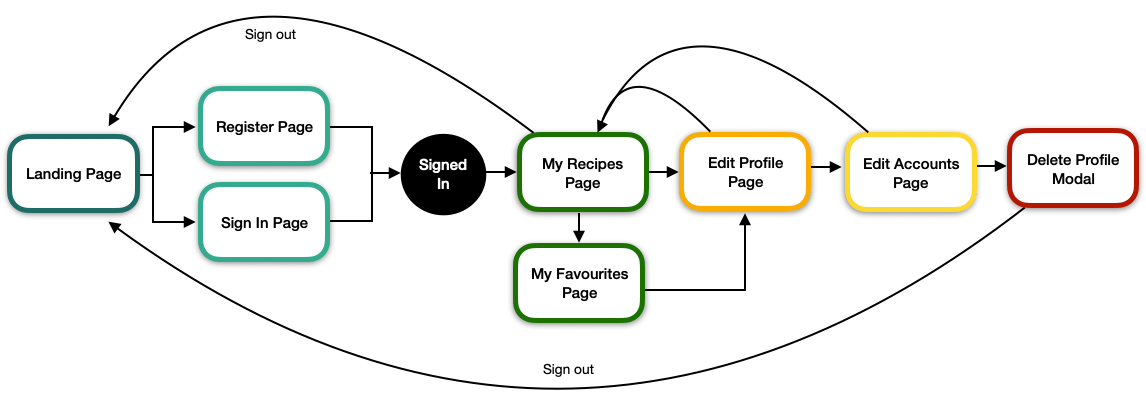 Sign out
Landing Page
Register Page
Sign In Page
Signed
In
My Recipes
Page
My Favourites
Page
Edit Profile
Page
Edit Accounts
Page
Delete Profile
Modal
Sign out